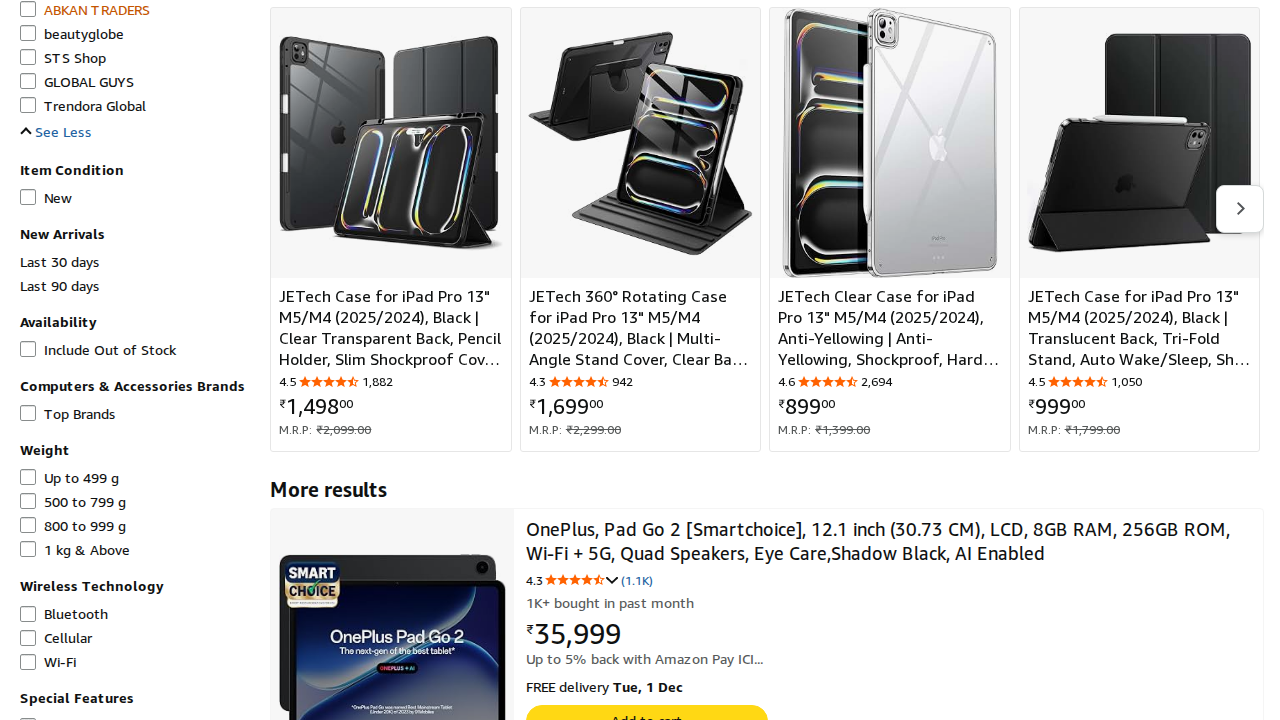 ABKAN TRADERS
beautyglobe
STS Shop
GLOBAL GUYS
Trendora Global
See Less
Item Condition
New
New Arrivals
Last 30 days
Last 90 days
Availability
Include Out of Stock
Computers & Accessories Brands
Top Brands
Weight
Up to 499 g
500 to 799 g
800 to 999 g
1 kg & Above
Wireless Technology
Bluetooth
Cellular
Wi-Fi
Special Features
JETech Case for iPad Pro 13"
M5/M4 (2025/2024), Black |
Clear Transparent Back, Pencil
Holder, Slim Shockproof Cov…
4.5 1,882
₹1,49800
M.R.P: ₹2,099.00
JETech 360° Rotating Case
for iPad Pro 13" M5/M4
(2025/2024), Black | Multi-
Angle Stand Cover, Clear Ba…
4.3 942
₹1,69900
M.R.P: ₹2,299.00
JETech Clear Case for iPad
Pro 13" M5/M4 (2025/2024),
Anti-Yellowing | Anti-
Yellowing, Shockproof, Hard…
4.6 2,694
₹89900
M.R.P: ₹1,399.00
JETech Case for iPad Pro 13"
M5/M4 (2025/2024), Black |
Translucent Back, Tri-Fold
Stand, Auto Wake/Sleep, Sh…
4.5 1,050
₹99900
M.R.P: ₹1,799.00
More results
SMART
CHOICE
OnePlus Pad Go 2
The next-gen of the best tablet*
OnePlus, Pad Go 2 [Smartchoice], 12.1 inch (30.73 CM), LCD, 8GB RAM, 256GB ROM,
Wi-Fi + 5G, Quad Speakers, Eye Care,Shadow Black, AI Enabled
4.3 (1.1K)
1K+ bought in past month
₹35,999
Up to 5% back with Amazon Pay ICI…
FREE delivery Tue, 1 Dec
Add to cart